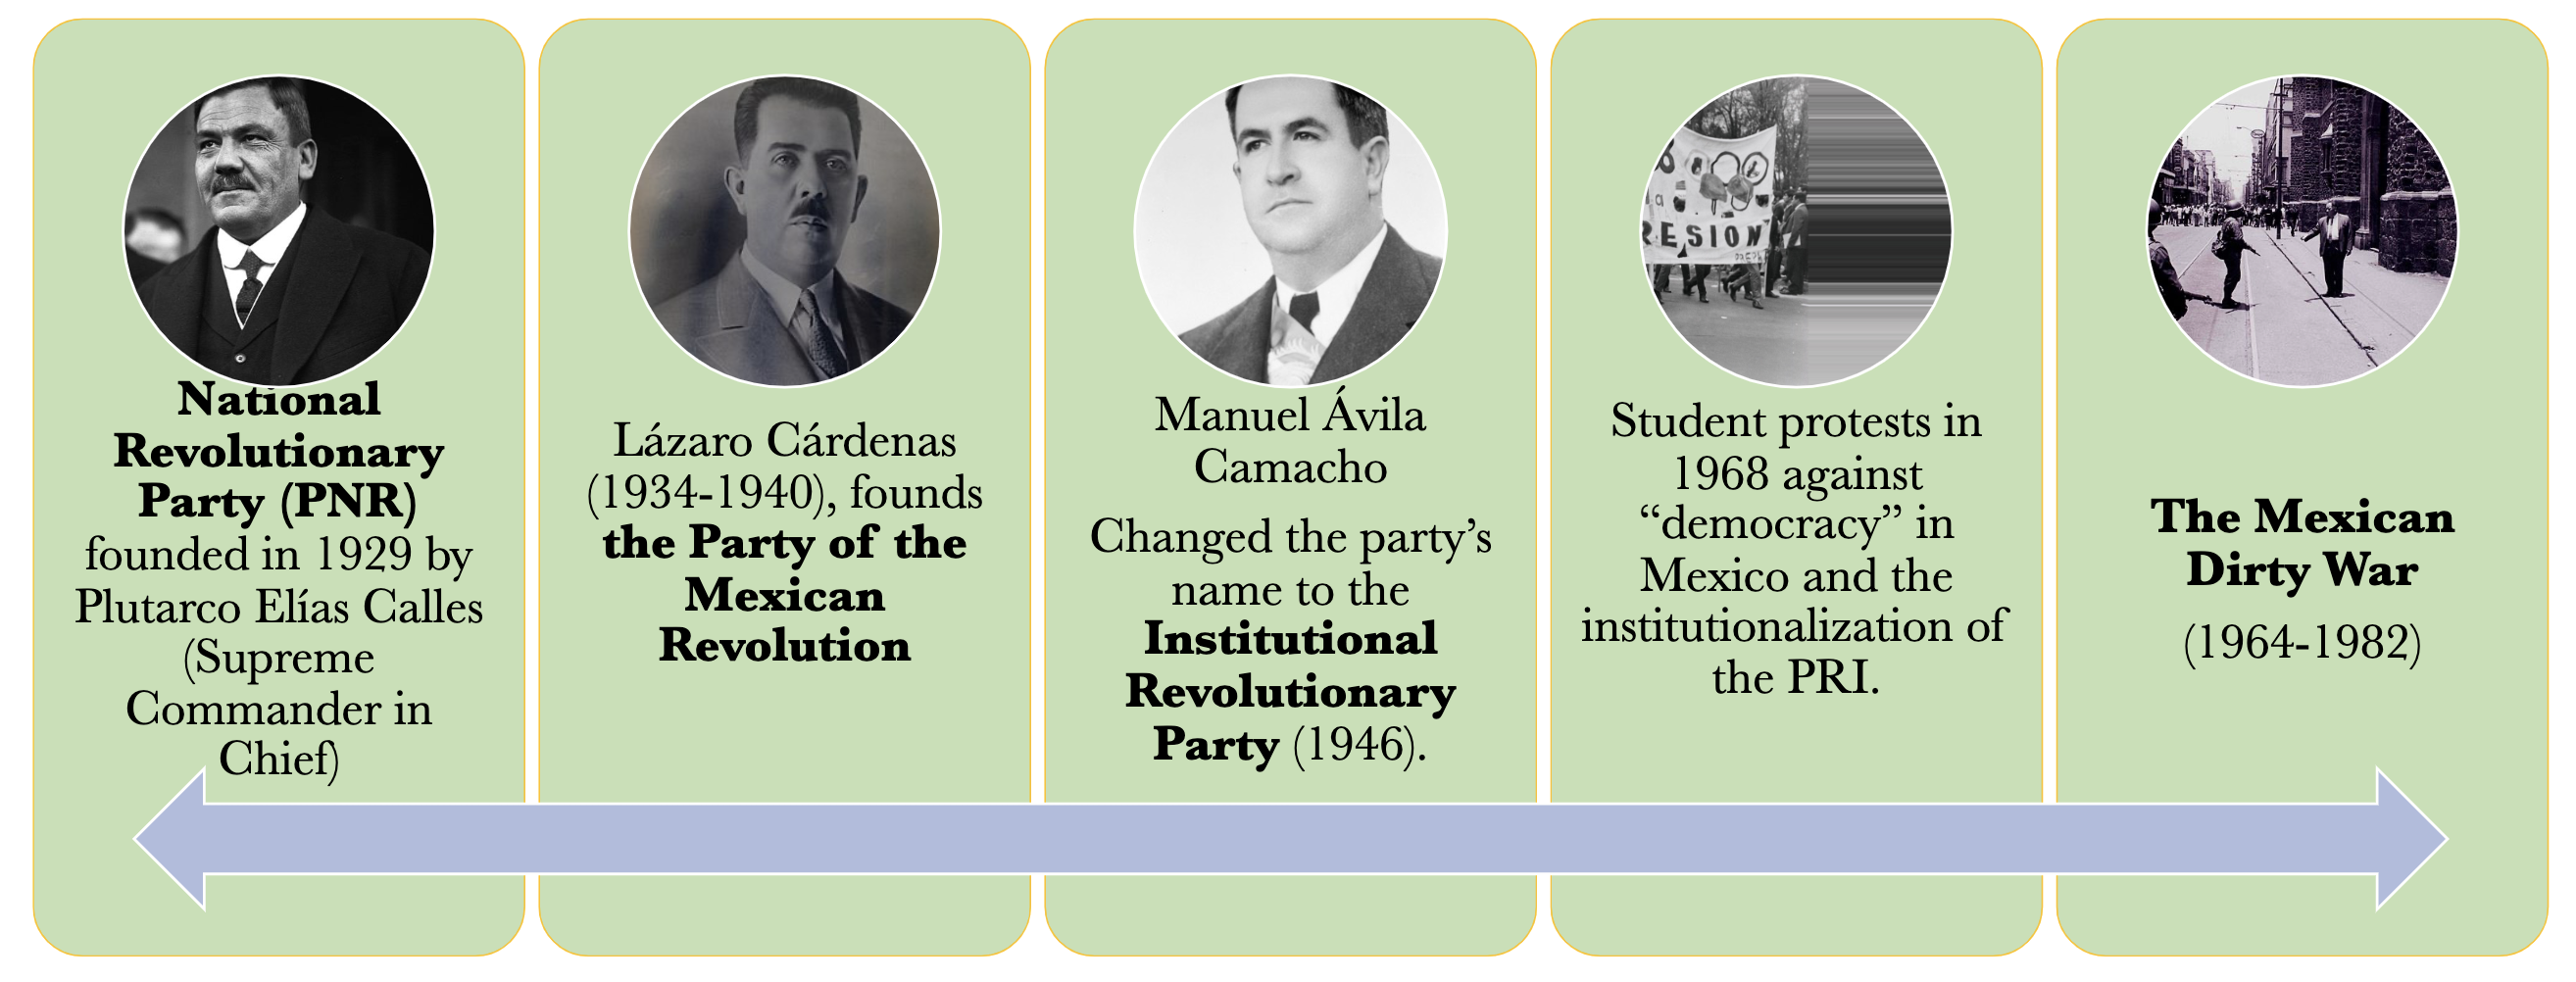 National
Revolutionary
Party (PNR)
founded in 1929 by
Plutarco Elías Calles
(Supreme
Commander in
Chief)
Lázaro Cárdenas
(1934-1940), founds
the Party of the
Mexican
Revolution
Manuel Ávila
Camacho
Changed the party’s
name to the
Institutional
Revolutionary
Party (1946).
RESION
Student protests in
1968 against
“democracy” in
Mexico and the
institutionalization of
the PRI.
The Mexican
Dirty War
(1964-1982)